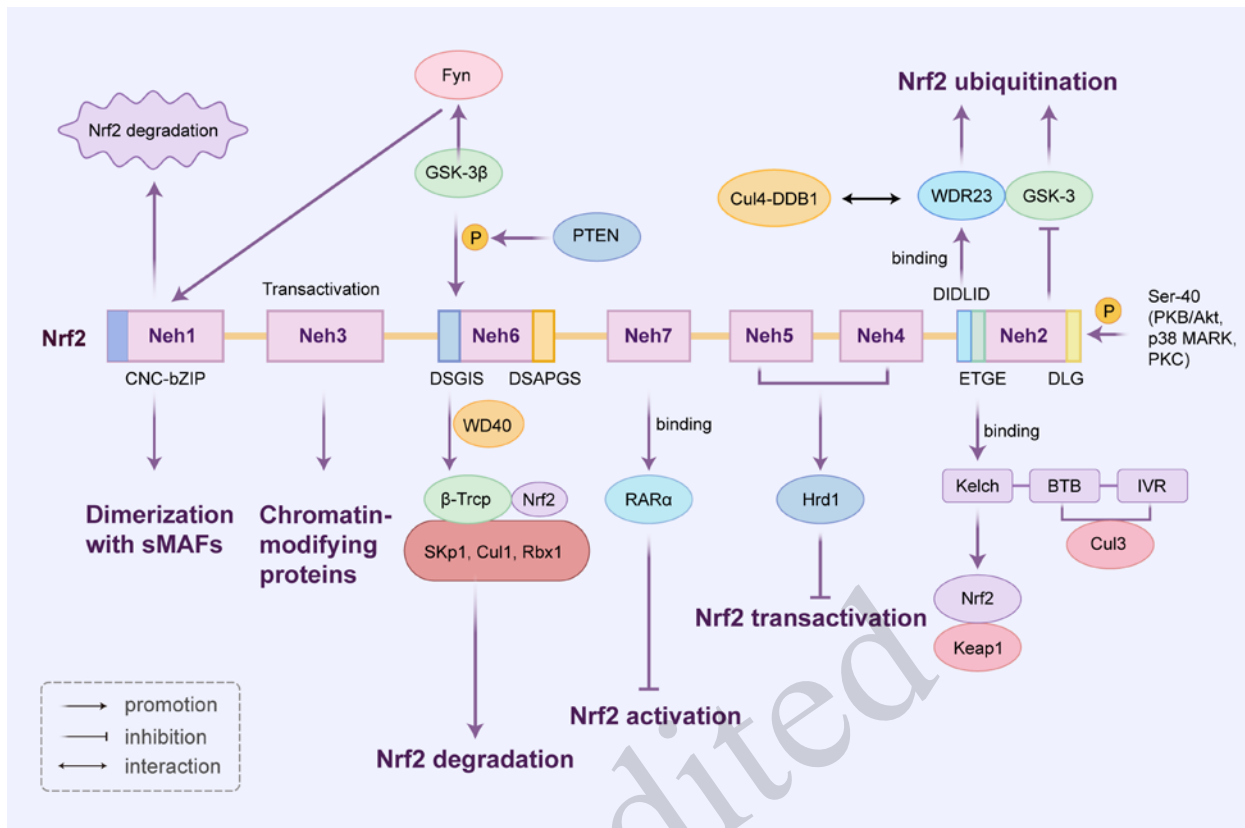 Fyn
Nrf2 ubiquitination
Nrf2 degradation
GSK-3β
Cul4-DDB1
WDR23
GSK-3
P
PTEN
binding
DIDLID
Transactivation
P
Ser-40
(PKB/Akt,
p38 MARK,
PKC)
Nrf2
Neh1
Neh3
Neh6
Neh7
Neh5
Neh4
Neh2
CNC-bZIP
DSGIS
DSAPGS
ETGE
DLG
WD40
binding
binding
β-Trcp
Nrf2
RARα
Hrd1
Kelch
BTB
IVR
Dimerization
with sMAFs
Chromatin-
modifying
proteins
SKp1, Cul1, Rbx1
Cul3
Nrf2
Keap1
Nrf2 transactivation
Nrf2 activation
Nrf2 degradation
promotion
inhibition
interaction